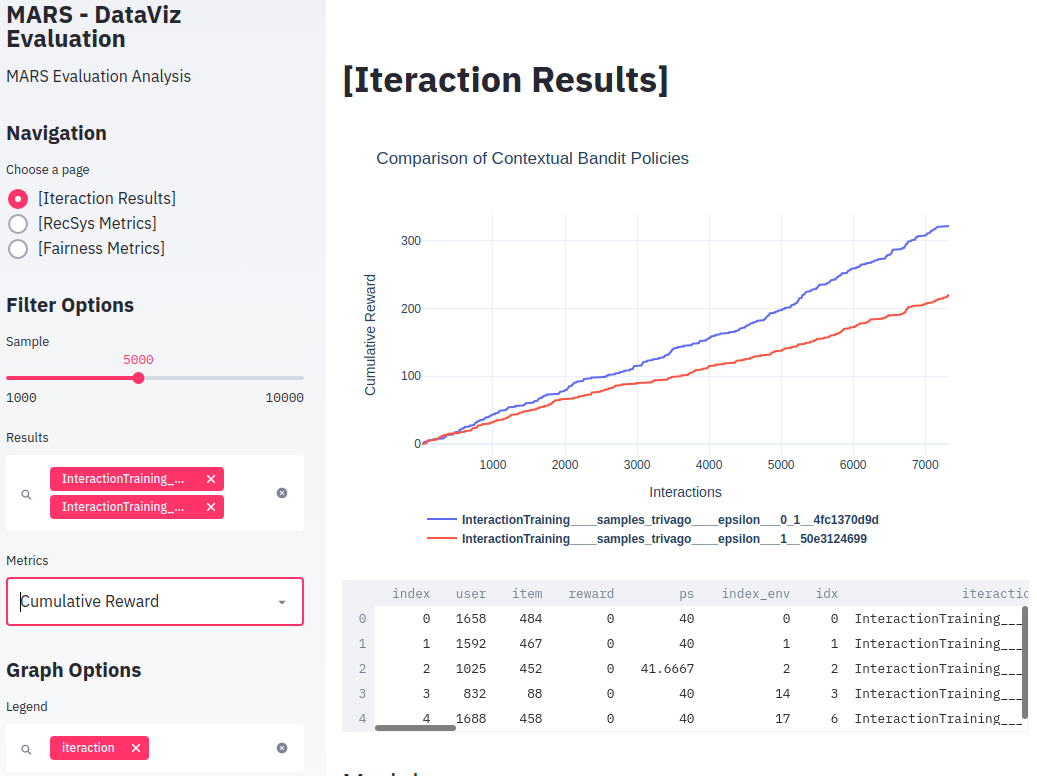 MARS - DataViz
Evaluation
MARS Evaluation Analysis
Navigation
Choose a page
[Iteraction Results]
[RecSys Metrics]
[Fairness Metrics]
Filter Options
Sample
5000
1000 10000
Results
InteractionTraining_...
InteractionTraining_...
Metrics
Cumulative Reward
Graph Options
Legend
iteraction
[Iteraction Results]
Comparison of Contextual Bandit Policies
300
200
100
0
Cumulative Reward
1000 2000 3000 4000 5000 6000 7000
Interactions
InteractionTraining____samples_trivago____epsilon___0_1__4fc1370d9d
InteractionTraining____samples_trivago____epsilon___1__50e3124699
index user item reward ps index_env idx iteractio
0 0 1658 484 0 40 0 0 InteractionTraining___
1 1 1592 467 0 40 1 1 InteractionTraining___
2 2 1025 452 0 41.6667 2 2 InteractionTraining___
3 3 832 88 0 40 14 3 InteractionTraining___
4 4 1688 458 0 40 17 6 InteractionTraining___